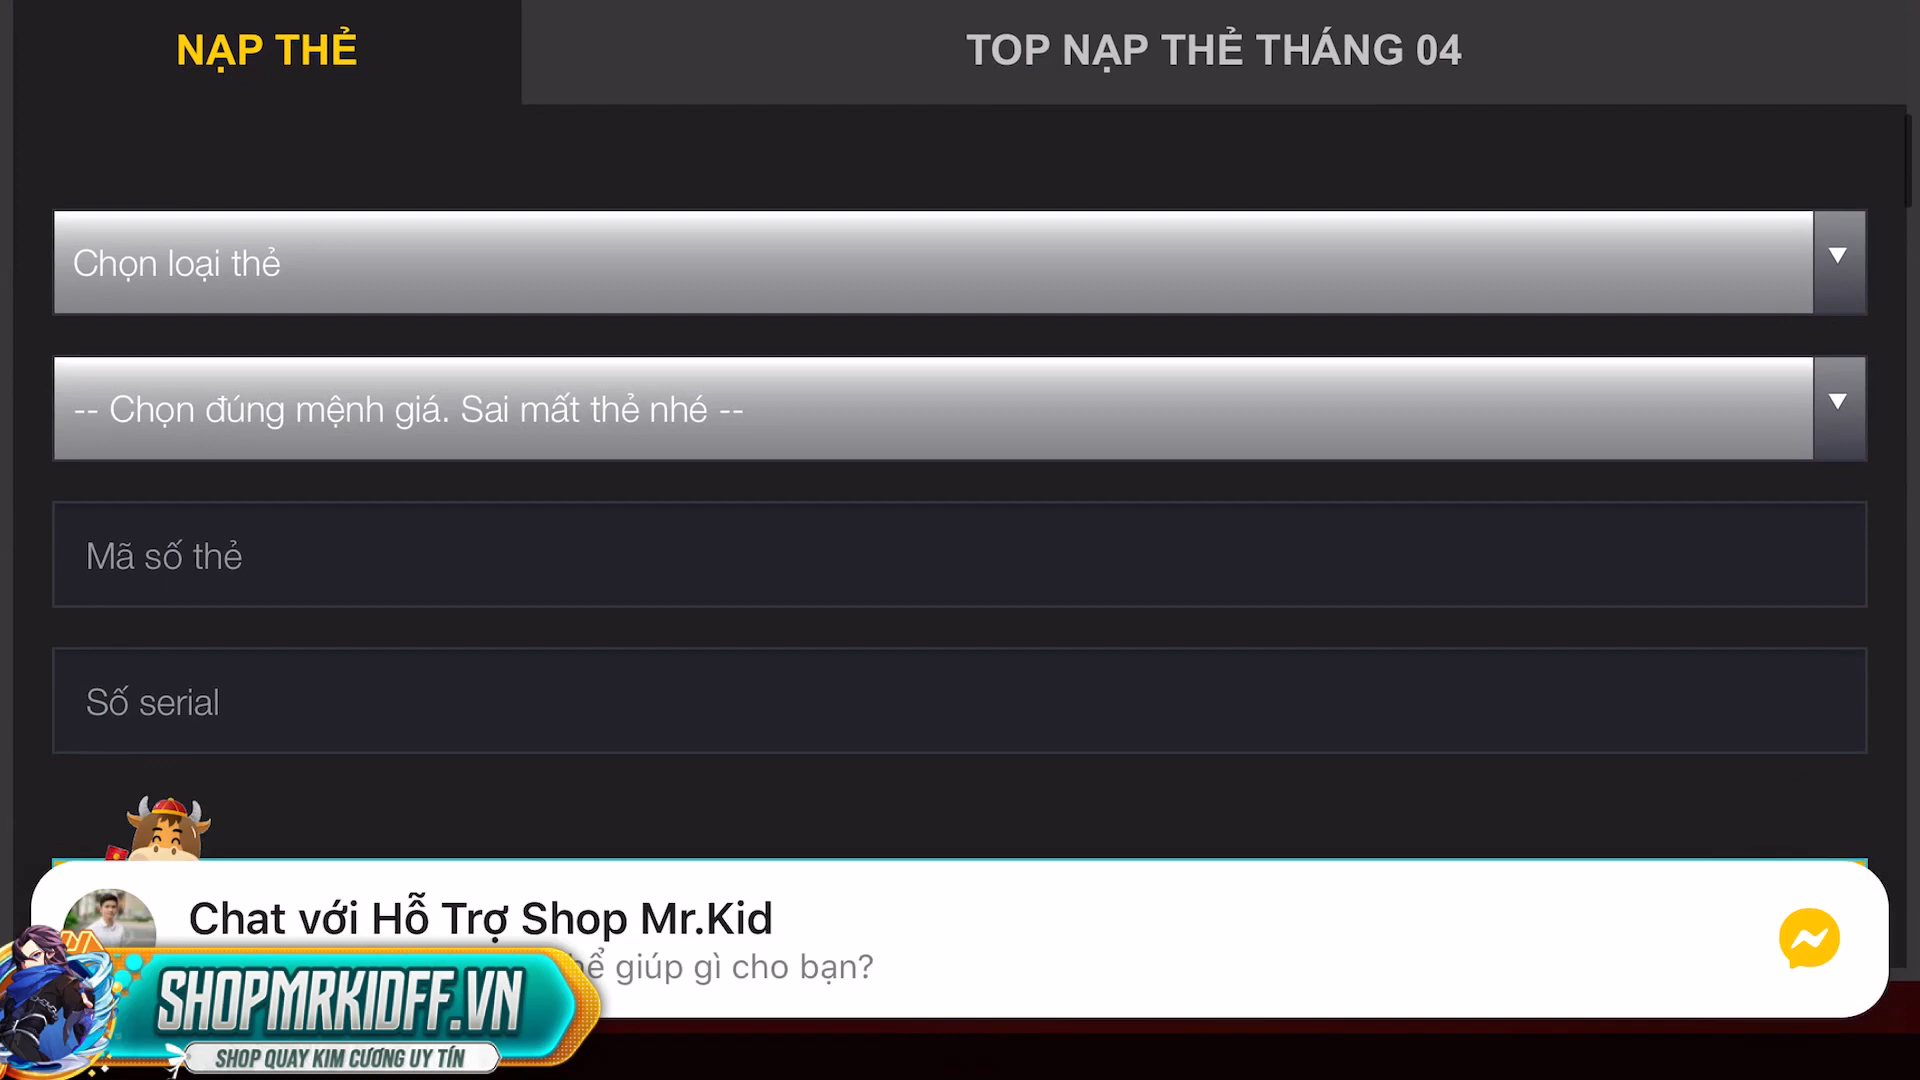 NẠP THẺ
TOP NẠP THẺ THÁNG 04
Chọn loại thẻ
-- Chọn đúng mệnh giá. Sai mất thẻ nhé --
Mã số thẻ
Số serial
Chat với Hỗ Trợ Shop Mr.Kid
giúp gì cho bạn?
SHOPMRKIDFF.VN
SHOP QUAY KIM CƯƠNG UY TÍN